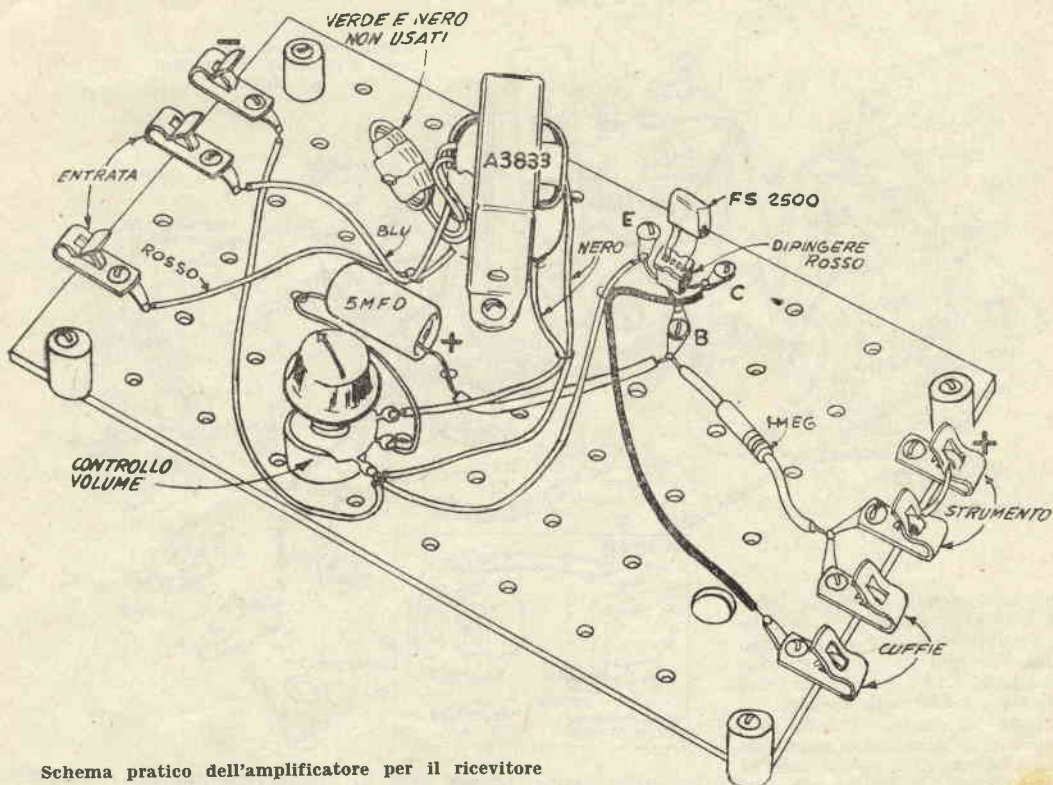 VERDE E NERO
NON USATI
-
A3833
ENTRATA
FS 2500
E
DIPINGERE
ROSSO
BLU
NERO
ROSSO
C
5MFD
+
B
1-MEG
+
CONTROLLO
VOLUME
STRUMENTO
CUFFIE
Schema pratico dell'amplificatore per il ricevitore